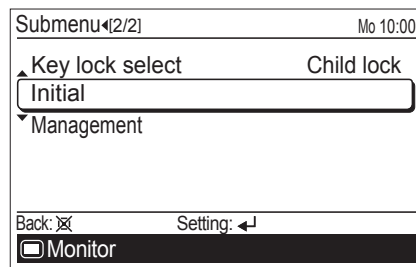 Submenu◂[2/2] Mo 10:00
Key lock select Child lock
Initial
Management
Back: Setting:
Monitor